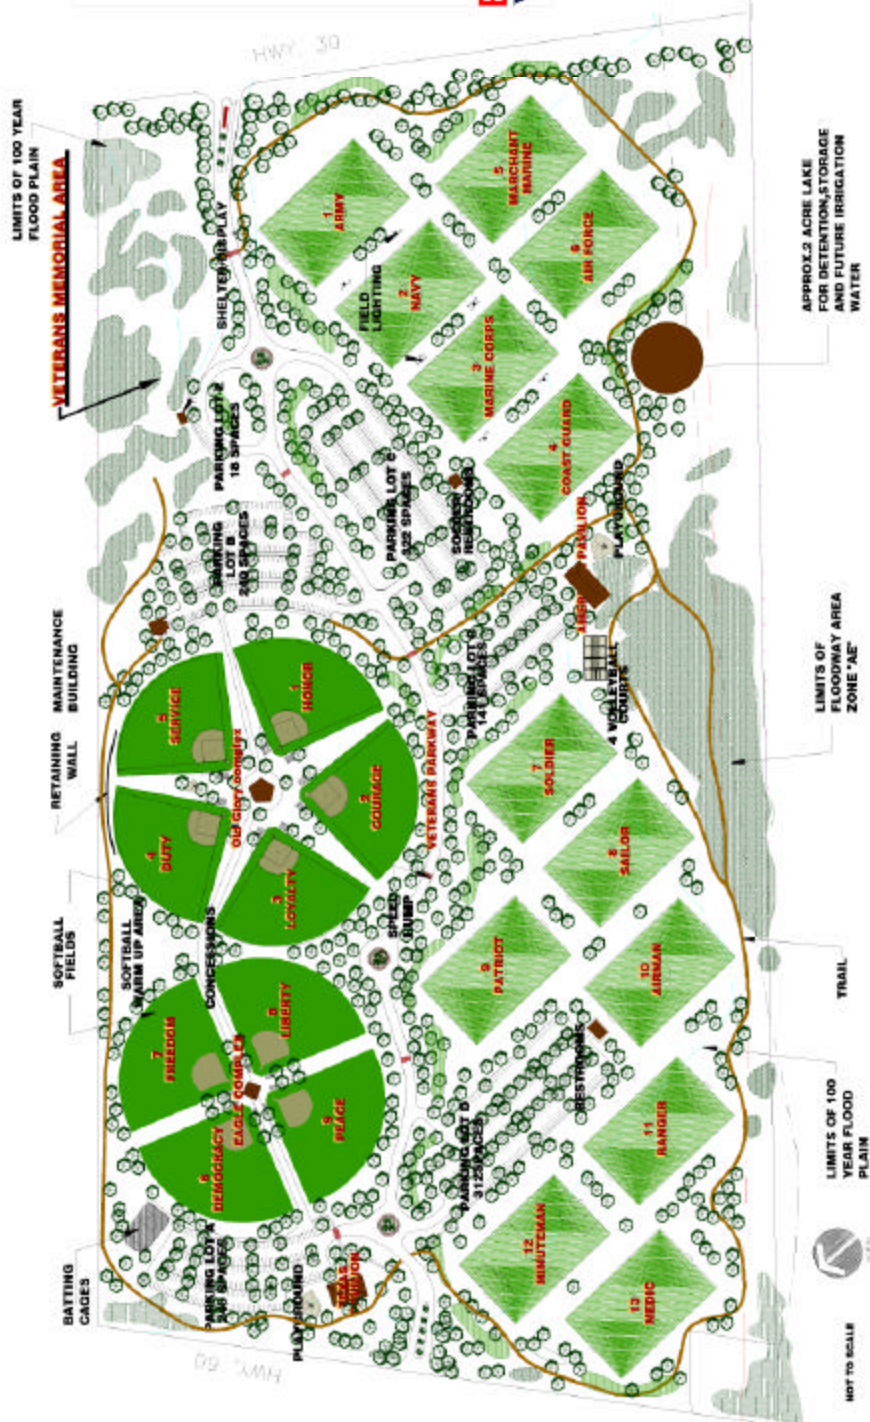 HWY. 30
LIMITS OF 100 YEAR
FLOOD PLAIN
VETERANS MEMORIAL AREA
SHELTER/DISPLAY
1
ARMY
5
MARCHANT
MARINE
2
NAVY
6
AIR FORCE
FIELD
LIGHTING
3
MARINE CORPS
4
COAST GUARD
APPROX.2 ACRE LAKE
FOR DETENTION,STORAGE
AND FUTURE IRRIGATION
WATER
18 SPACES
PARKING LOT C
SOCCER
RESTROOMS
PARKING
LOT B
240 SPACES
PAVILION
PLAYGROUND
MAINTENANCE
BUILDING
RETAINING
WALL
5
SERVICE
1
HONOR
4
DUTY
2
COURAGE
3
LOYALTY
Old Glory Complex
VETERANS PARKWAY
141 SPACES
4 VOLLEYBALL
COURTS
LIMITS OF
FLOODWAY AREA
ZONE "AE"
7
SOLDIER
8
SAILOR
9
PATRIOT
10
AIRMAN
SPEED
BUMP
SOFTBALL
FIELDS
SOFTBALL
WARM UP AREA
CONCESSIONS
7
FREEDOM
8
LIBERTY
EAGLE COMPLEX
6
DEMOCRACY
9
PEACE
TRAIL
RESTROOMS
PARKING LOT D
312 SPACES
11
RANGER
12
MINUTEMAN
13
MEDIC
LIMITS OF 100
YEAR FLOOD
PLAIN
BATTING
CAGES
PARKING LOT A
PLAYGROUND
TEXAS
PAVILION
HWY. 60
NOT TO SCALE